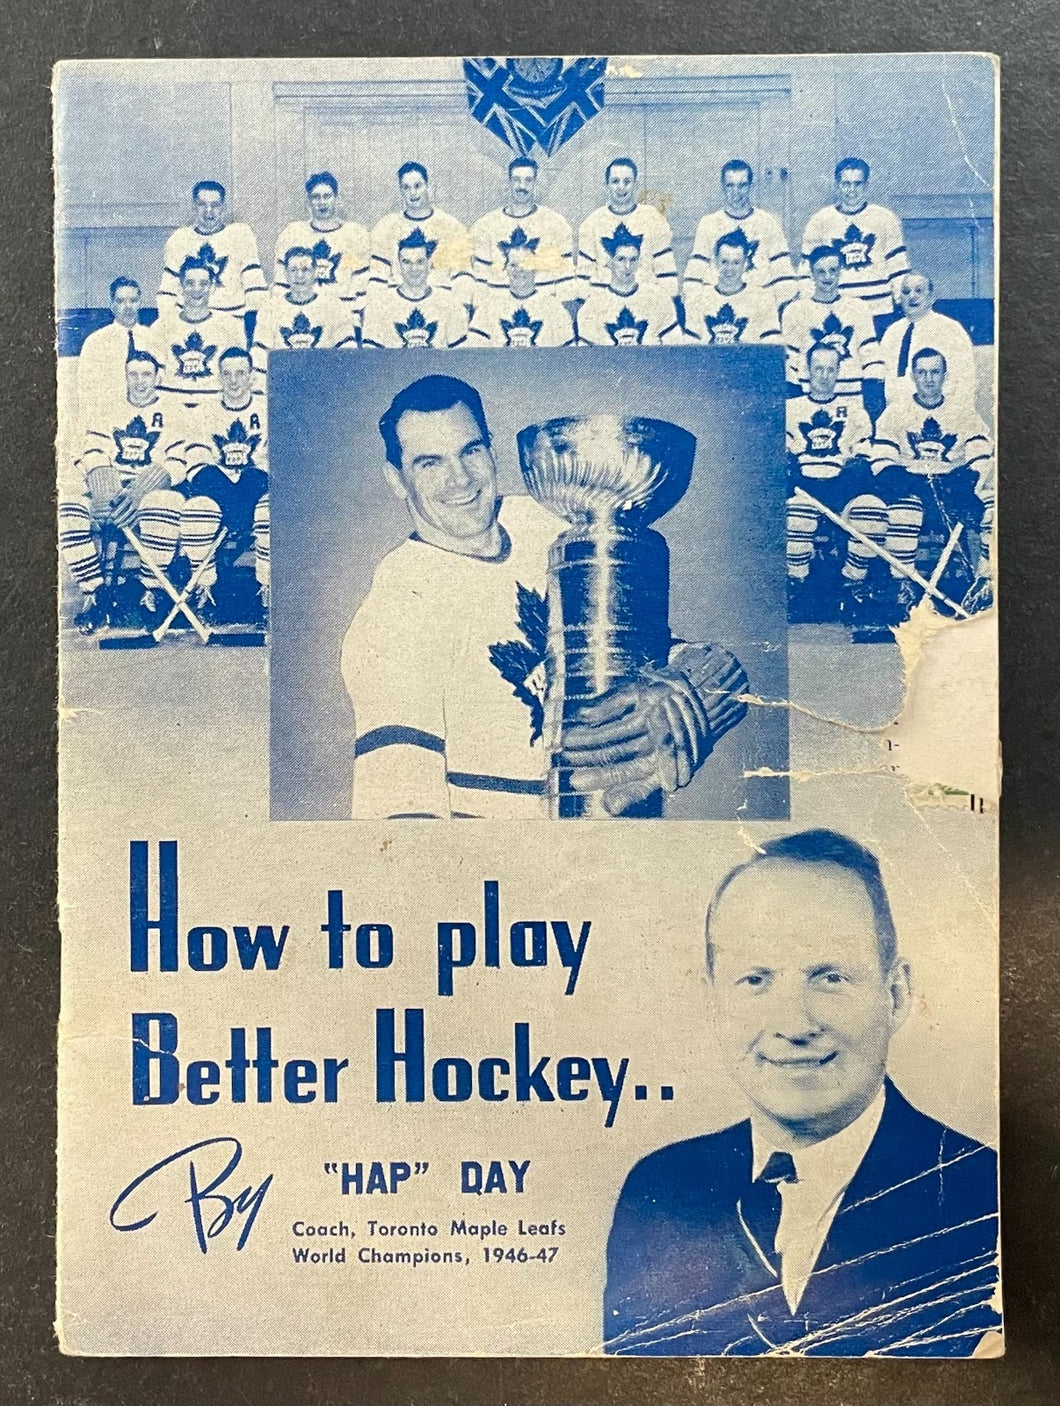 How to play
Better Hockey..
By
"HAP" DAY
Coach, Toronto Maple Leafs
World Champions, 1946-47